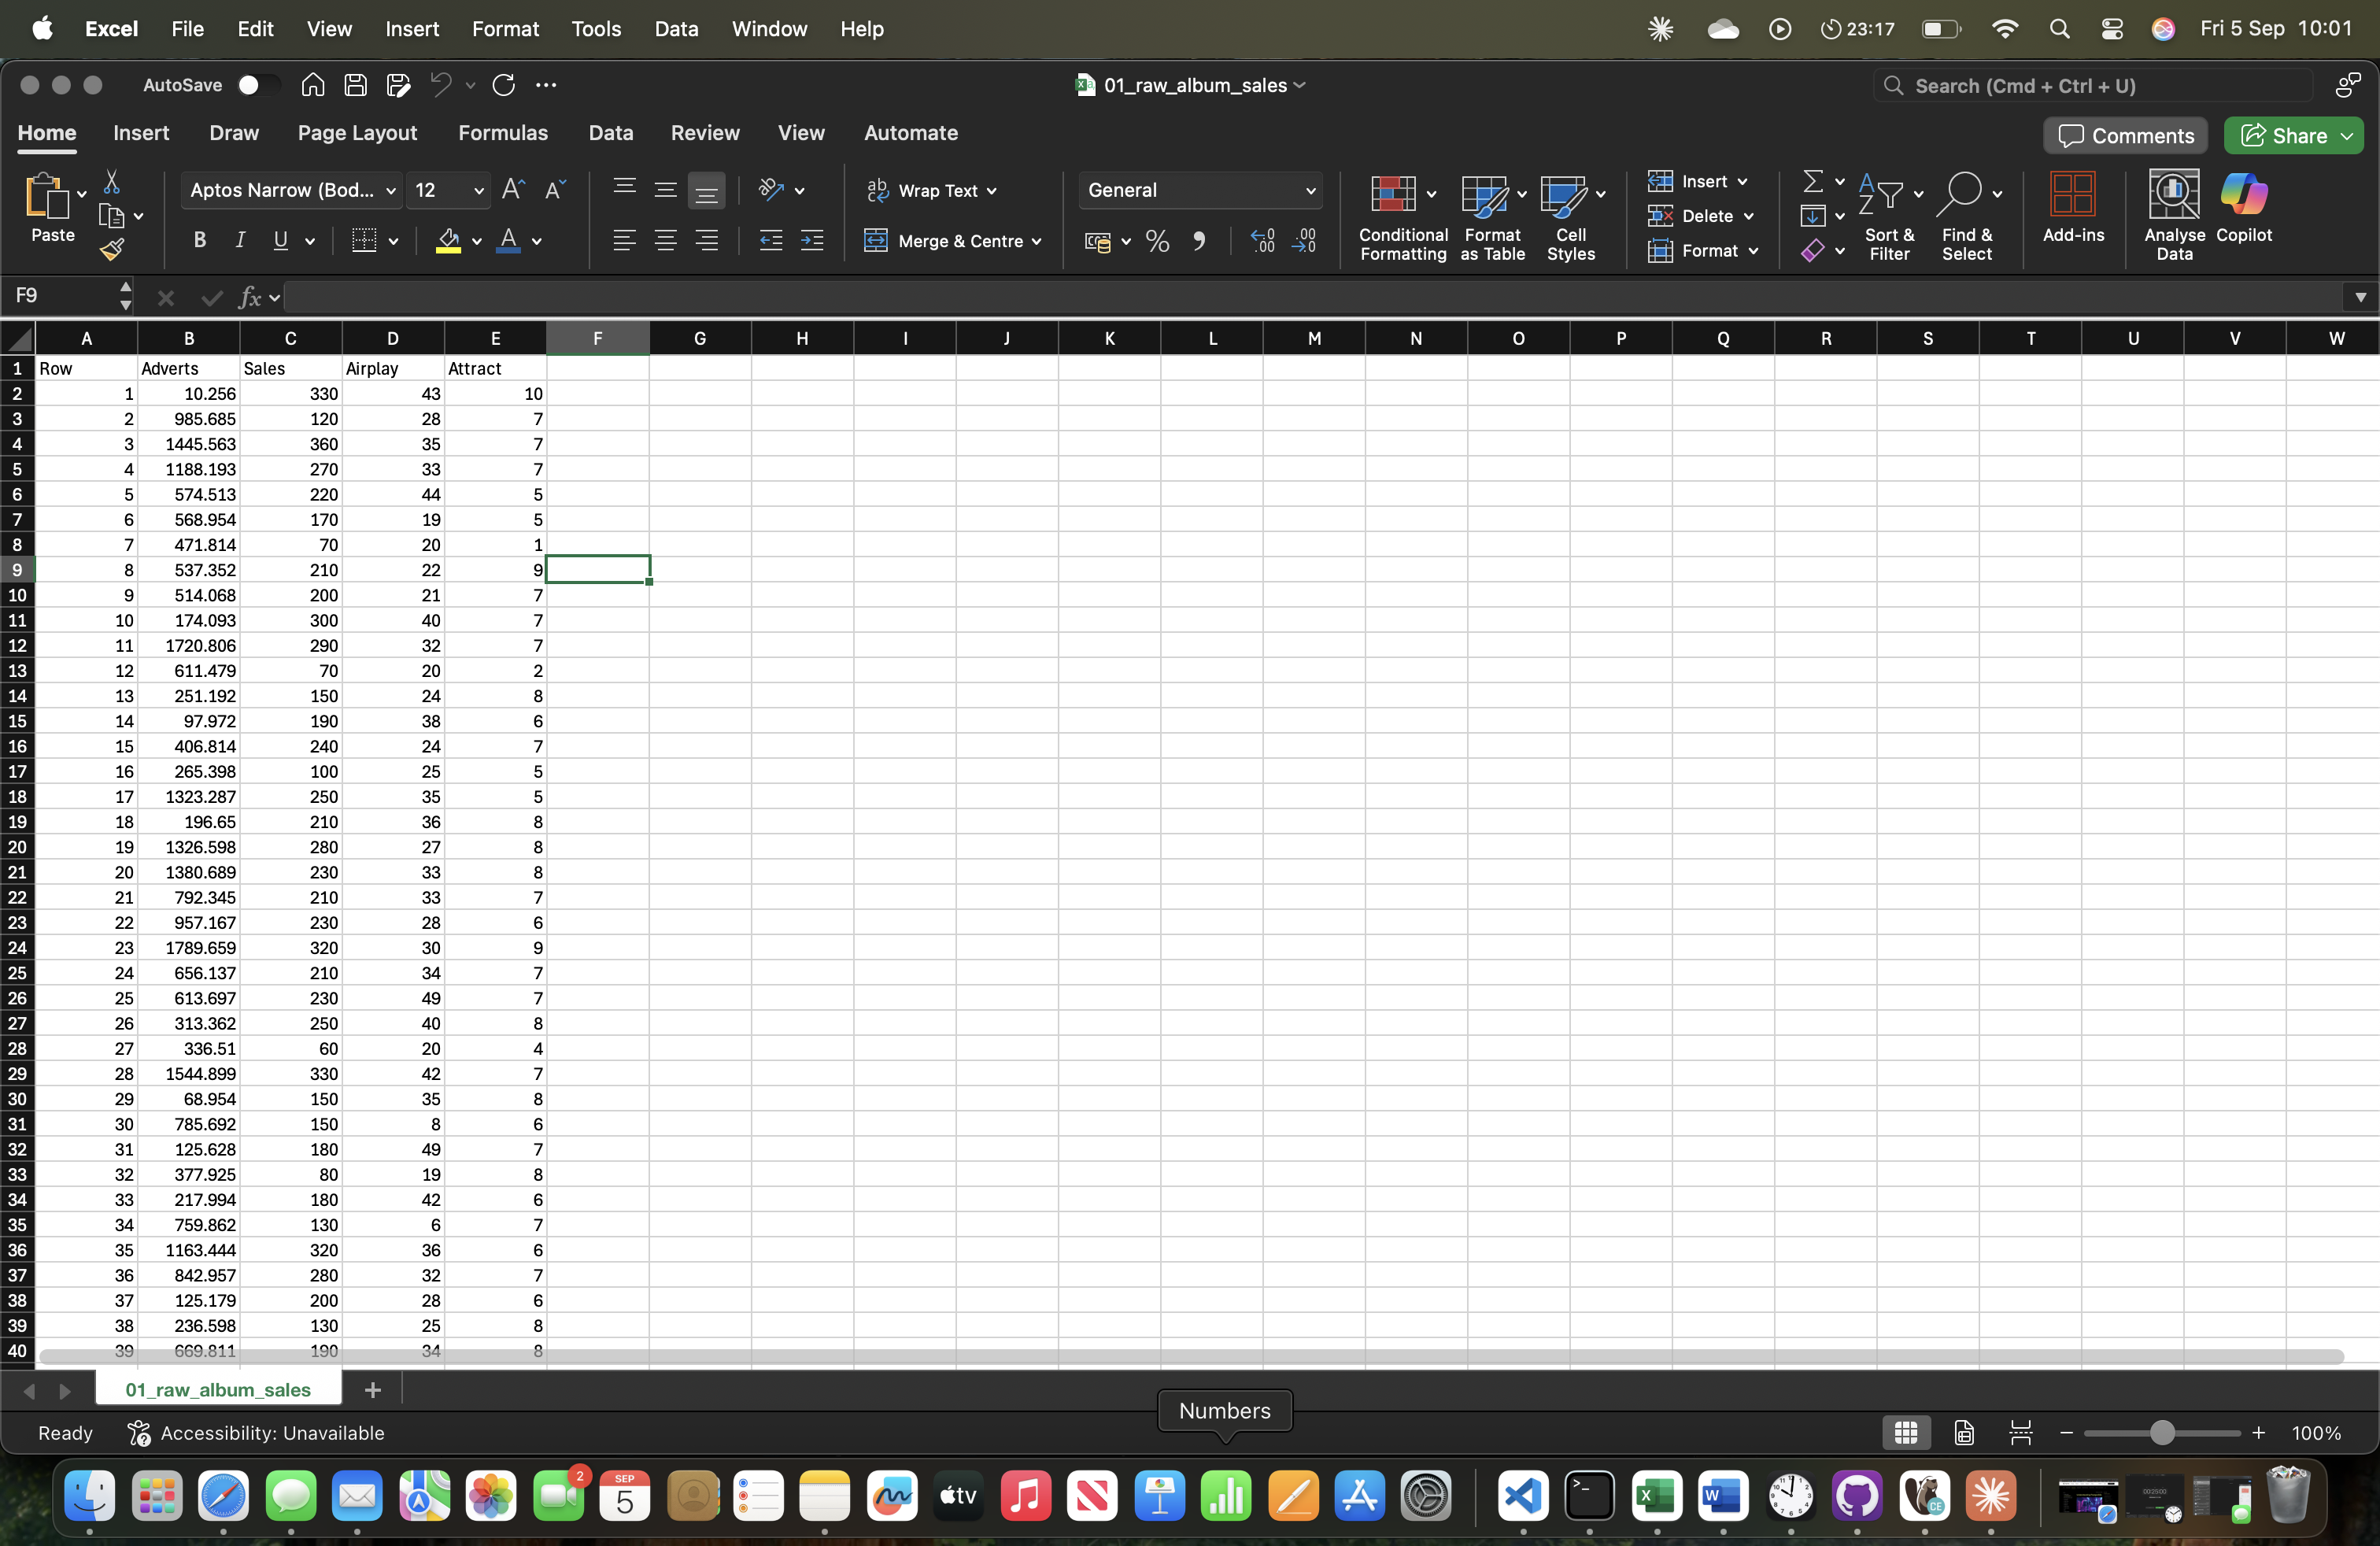 Excel File Edit View Insert Format Tools Data Window Help 23:17 Fri 5 Sep 10:01
AutoSave 01_raw_album_sales Search (Cmd + Ctrl + U)
Home Insert Draw Page Layout Formulas Data Review View Automate Comments Share
Paste Aptos Narrow (Bod... 12 Wrap Text General Conditional Formatting Format as Table Cell Styles Insert Sort & Filter Find & Select Add-ins Analyse Data Copilot
Delete
B I U Merge & Centre Format
F9 fx
A B C D E F G H I J K L M N O P Q R S T U V W
1 Row Adverts Sales Airplay Attract
2 1 10.256 330 43 10
3 2 985.685 120 28 7
4 3 1445.563 360 35 7
5 4 1188.193 270 33 7
6 5 574.513 220 44 5
7 6 568.954 170 19 5
8 7 471.814 70 20 1
9 8 537.352 210 22 9
10 9 514.068 200 21 7
11 10 174.093 300 40 7
12 11 1720.806 290 32 7
13 12 611.479 70 20 2
14 13 251.192 150 24 8
15 14 97.972 190 38 6
16 15 406.814 240 24 7
17 16 265.398 100 25 5
18 17 1323.287 250 35 5
19 18 196.65 210 36 8
20 19 1326.598 280 27 8
21 20 1380.689 230 33 8
22 21 792.345 210 33 7
23 22 957.167 230 28 6
24 23 1789.659 320 30 9
25 24 656.137 210 34 7
26 25 613.697 230 49 7
27 26 313.362 250 40 8
28 27 336.51 60 20 4
29 28 1544.899 330 42 7
30 29 68.954 150 35 8
31 30 785.692 150 8 6
32 31 125.628 180 49 7
33 32 377.925 80 19 8
34 33 217.994 180 42 6
35 34 759.862 130 6 7
36 35 1163.444 320 36 6
37 36 842.957 280 32 7
38 37 125.179 200 28 6
39 38 236.598 130 25 8
40 39 669.811 190 34 8
01_raw_album_sales
Numbers
Ready Accessibility: Unavailable 100%
2
SEP
5
tv
CE